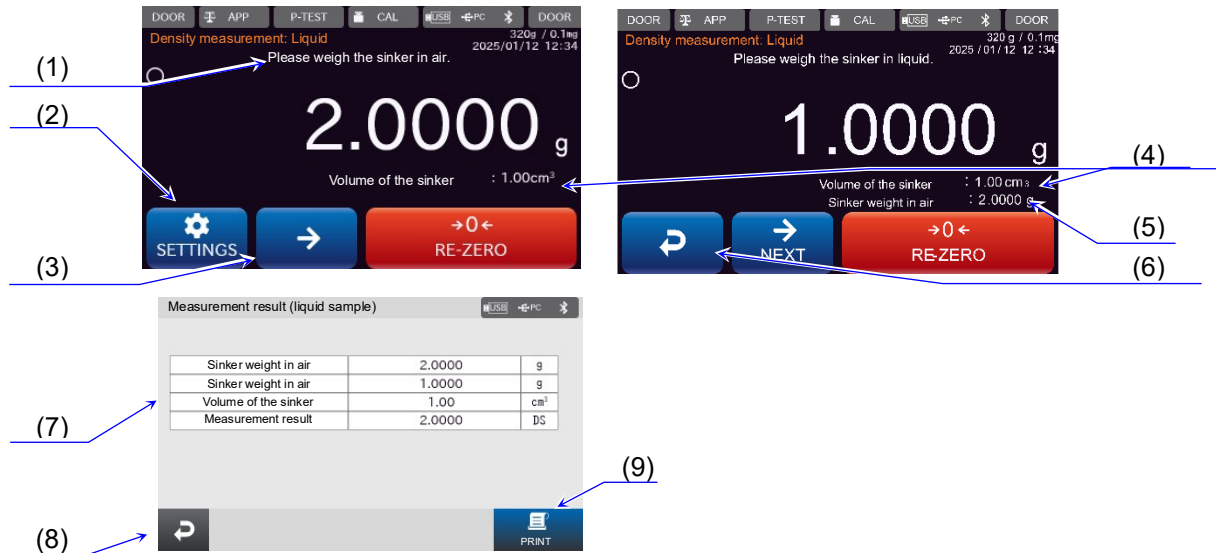 DOOR APP P-TEST CAL USB PC DOOR
Density measurement: Liquid
320g / 0.1mg
2025/01/12 12:34
Please weigh the sinker in air.
2.0000 g
Volume of the sinker : 1.00cm³
SETTINGS
→
→0←
RE-ZERO
DOOR APP P-TEST CAL USB PC DOOR
Density measurement: Liquid
320 g / 0.1mg
2025 / 01 / 12 12 :34
Please weigh the sinker in liquid.
1.0000 g
Volume of the sinker : 1.00 cm3
Sinker weight in air : 2.0000 g
→
NEXT
→0←
RE-ZERO
(1)
(2)
(3)
(4)
(5)
(6)
Measurement result (liquid sample) USB PC
Sinker weight in air 2.0000 g
Sinker weight in air 1.0000 g
Volume of the sinker 1.00 cm³
Measurement result 2.0000 DS
PRINT
(7)
(8)
(9)